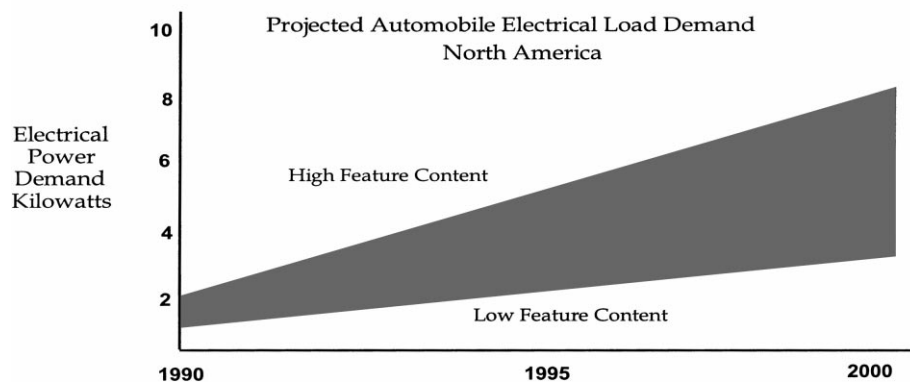 Projected Automobile Electrical Load Demand
North America
10
8
6
4
2
Electrical
Power
Demand
Kilowatts
High Feature Content
Low Feature Content
1990
1995
2000